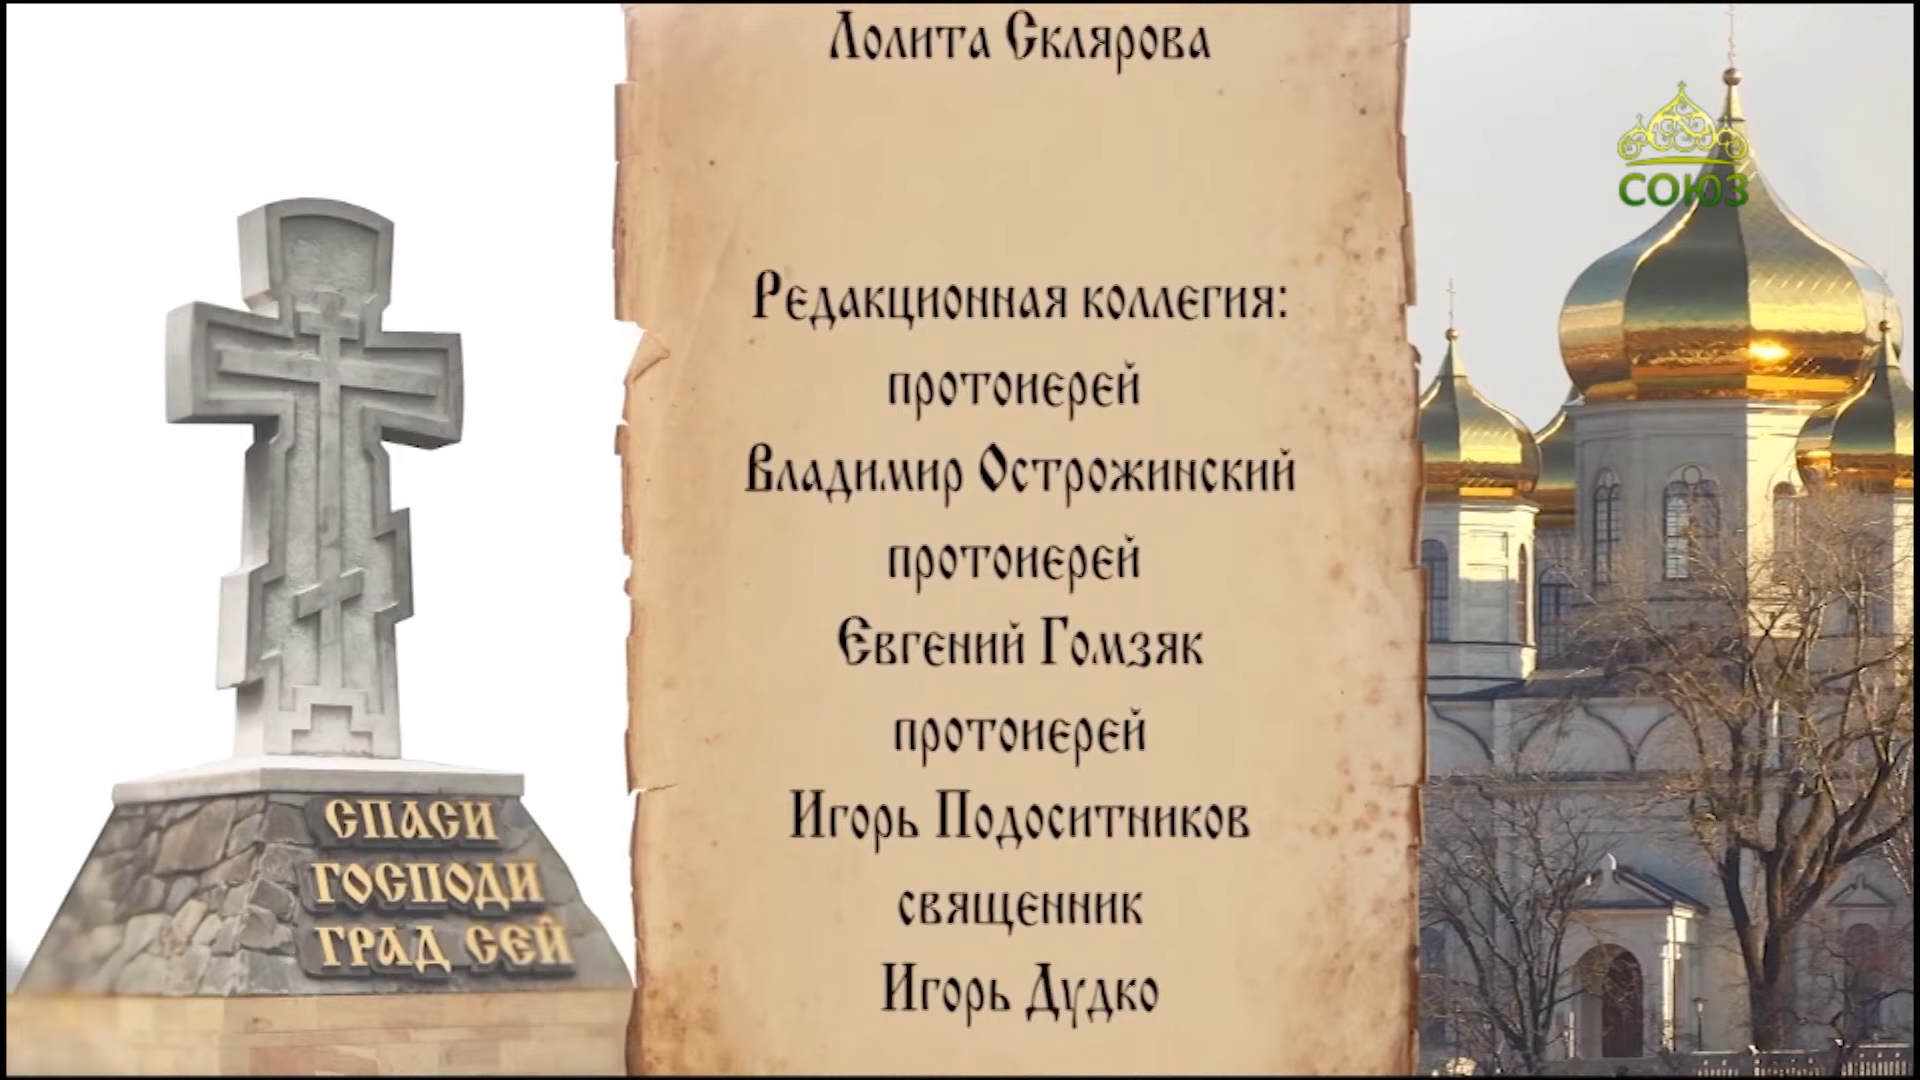 Лолита Склярова
СОЮЗ
Редакционная коллегия:
протоиерей
Владимир Острожинский
протоиерей
Евгений Гомзяк
протоиерей
Игорь Подоситников
священник
Игорь Дудко
СПАСИ
ГОСПОДИ
ГРАД СЕЙ